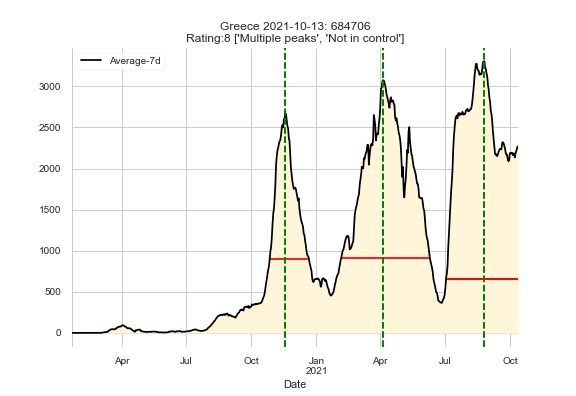 Greece 2021-10-13: 684706
Rating:8 ['Multiple peaks', 'Not in control']
Average-7d
3000
2500
2000
1500
1000
500
0
Apr Jul Oct Jan Apr Jul Oct
2021
Date